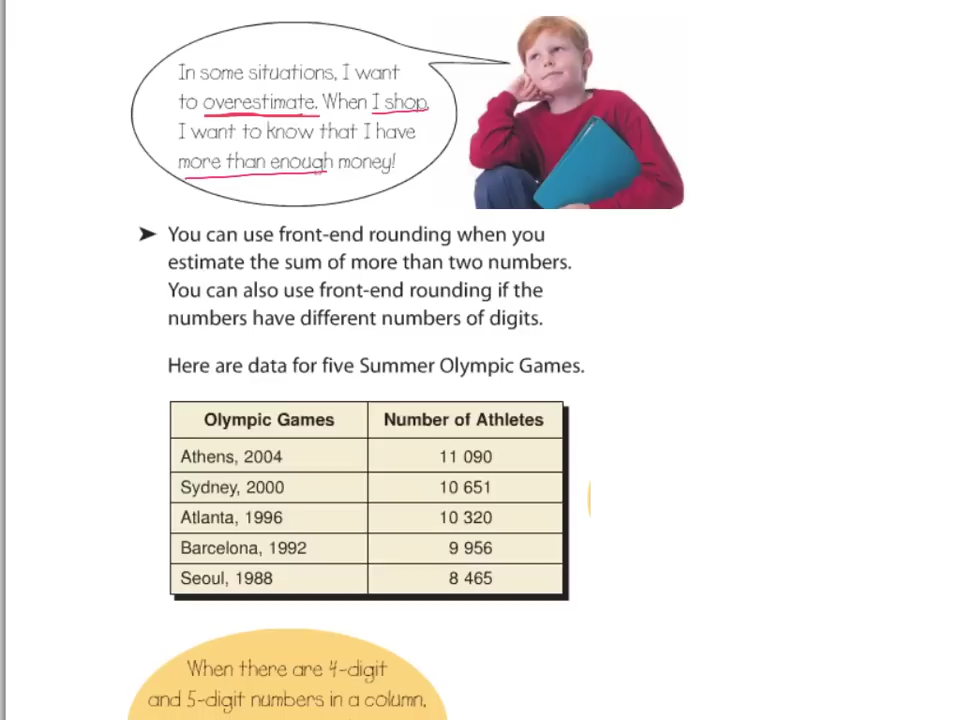 In some situations, I want
to overestimate. When I shop,
I want to know that I have
more than enough money!
➤ You can use front-end rounding when you
estimate the sum of more than two numbers.
You can also use front-end rounding if the
numbers have different numbers of digits.
Here are data for five Summer Olympic Games.
Olympic Games Number of Athletes
Athens, 2004 11 090
Sydney, 2000 10 651
Atlanta, 1996 10 320
Barcelona, 1992 9 956
Seoul, 1988 8 465
When there are 4-digit
and 5-digit numbers in a column,